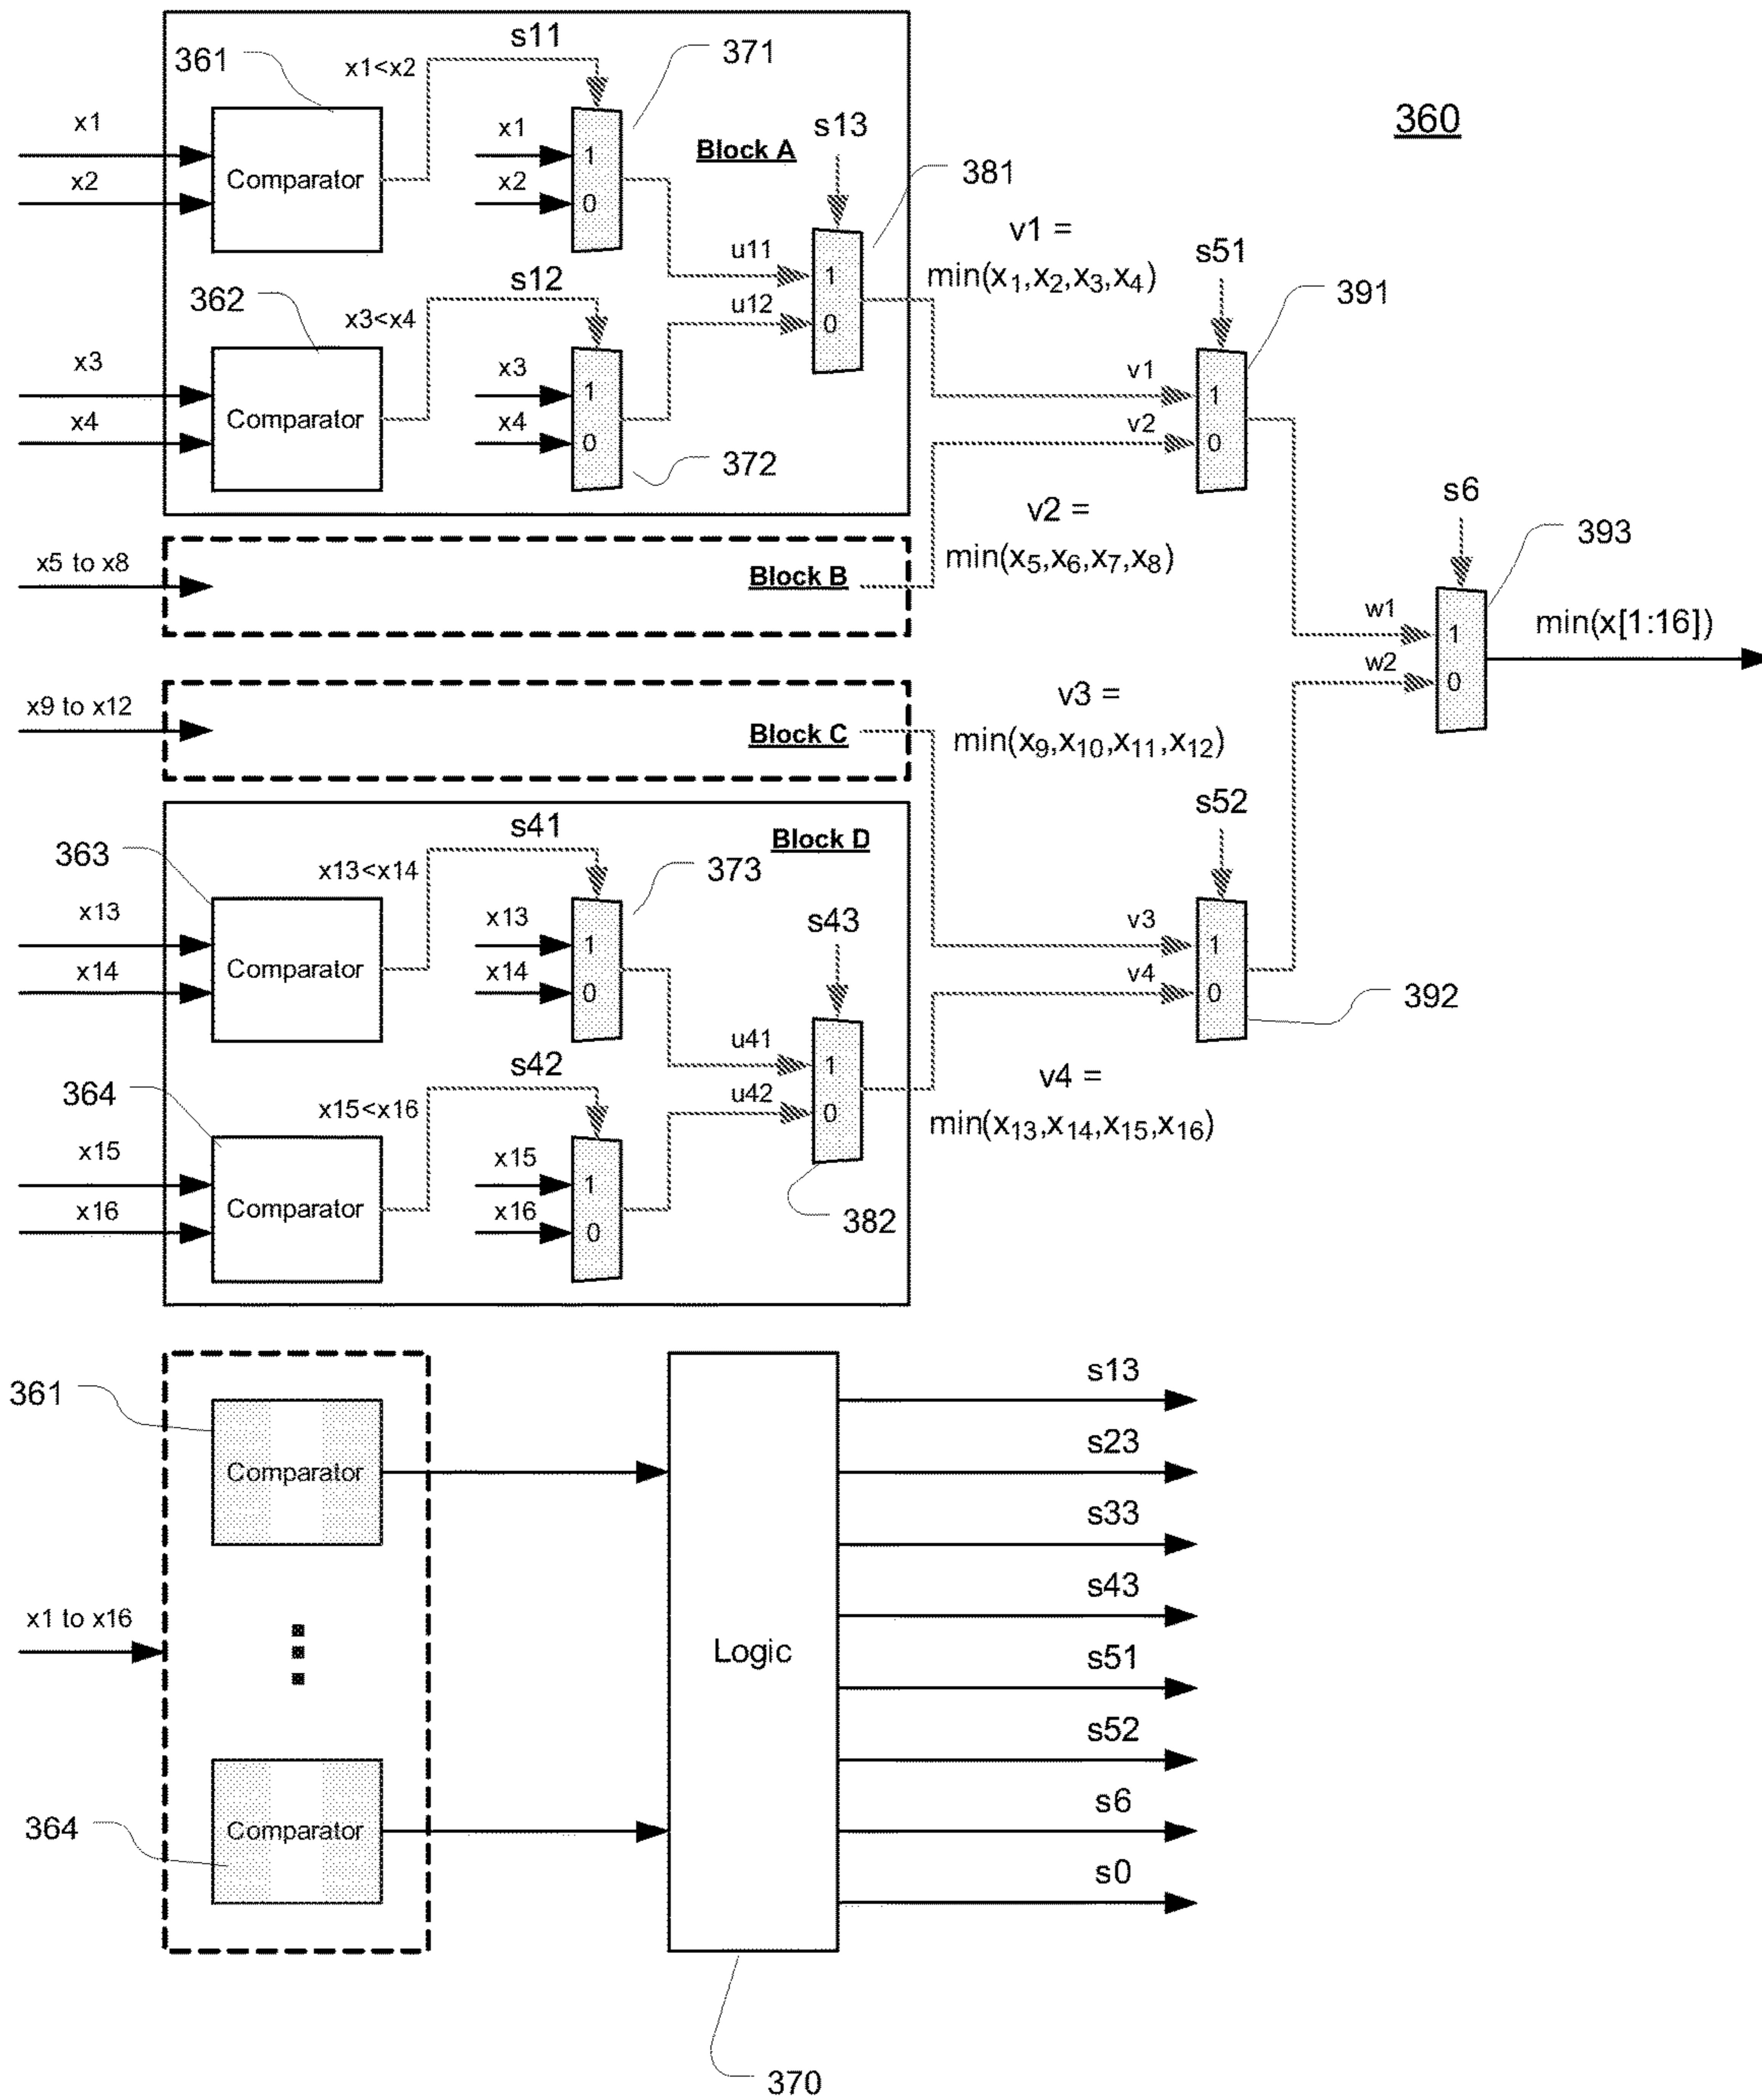 360
361
x1<x2
s11
371
x1
x2
Comparator
x1
x2
1
0
Block A
s13
381
u11
u12
1
0
v1 =
min(x1,x2,x3,x4)
362
x3<x4
s12
x3
x4
Comparator
x3
x4
1
0
372
s51
391
v1
v2
1
0
x5 to x8
Block B
v2 =
min(x5,x6,x7,x8)
s6
393
w1
w2
1
0
min(x[1:16])
x9 to x12
Block C
v3 =
min(x9,x10,x11,x12)
s52
v3
v4
1
0
392
363
x13<x14
s41
Block D
373
x13
x14
Comparator
x13
x14
1
0
s43
u41
u42
1
0
382
v4 =
min(x13,x14,x15,x16)
364
x15<x16
s42
x15
x16
Comparator
x15
x16
1
0
361
Comparator
x1 to x16
364
Comparator
Logic
370
s13
s23
s33
s43
s51
s52
s6
s0